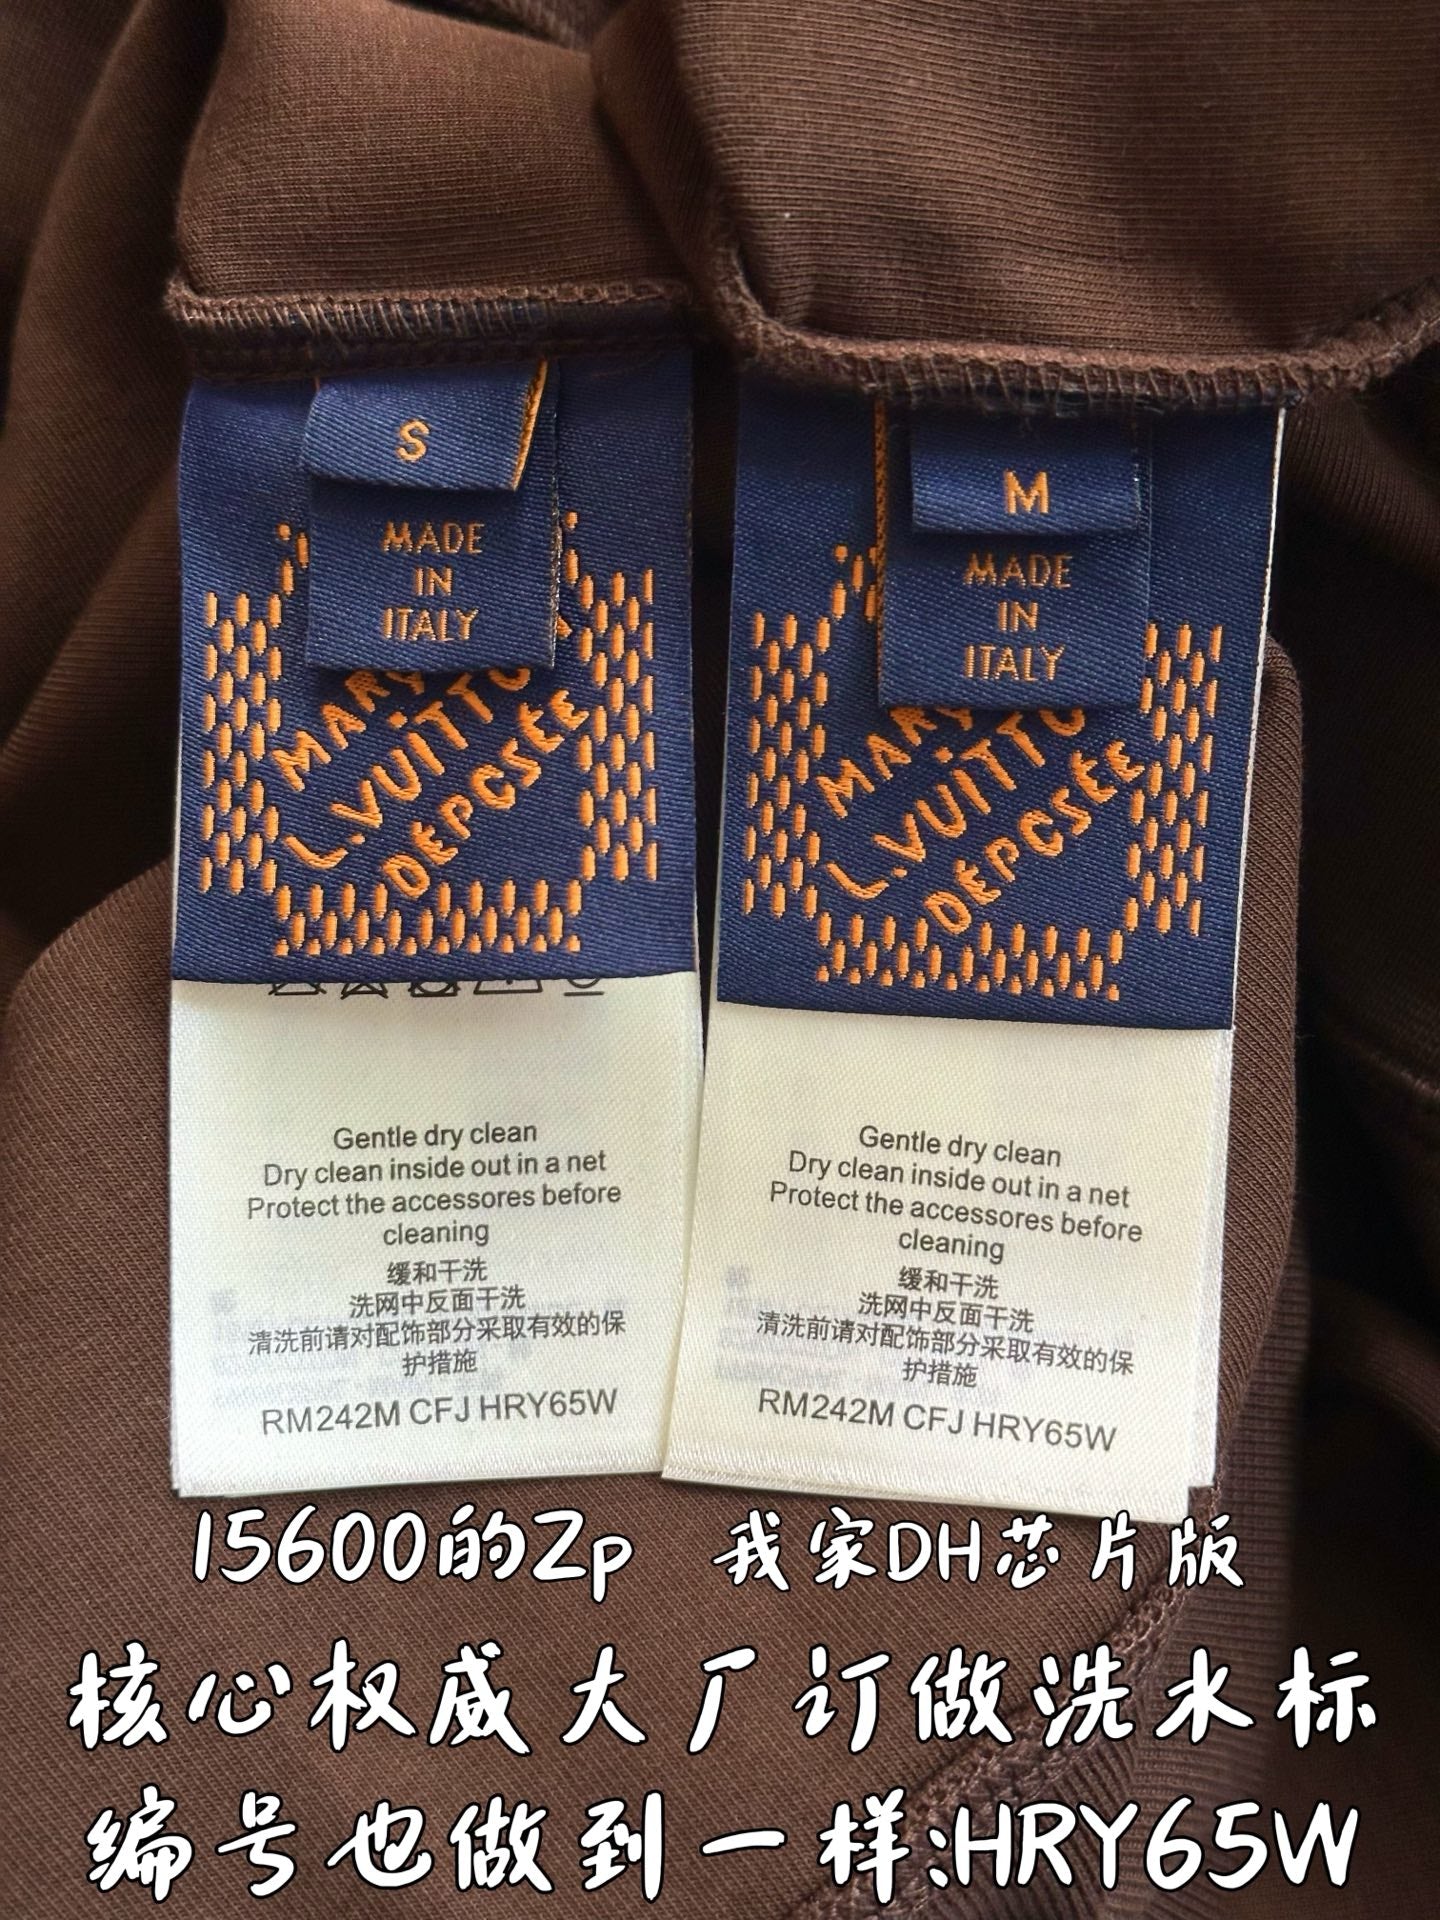 S
MADE
IN
ITALY
L.VUiTTO
DÉPCSÉE
Gentle dry clean
Dry clean inside out in a net
Protect the accessores before
cleaning
缓和干洗
洗网中反面干洗
清洗前请对配饰部分采取有效的保
护措施
RM242M CFJ HRY65W
M
MADE
IN
ITALY
L.VUiTTO
DÉPCSÉE
Gentle dry clean
Dry clean inside out in a net
Protect the accessores before
cleaning
缓和干洗
洗网中反面干洗
清洗前请对配饰部分采取有效的保
护措施
RM242M CFJ HRY65W
15600的Zp 我家DH芯片版
核心权威大厂订做洗水标
编号也做到一样:HRY65W